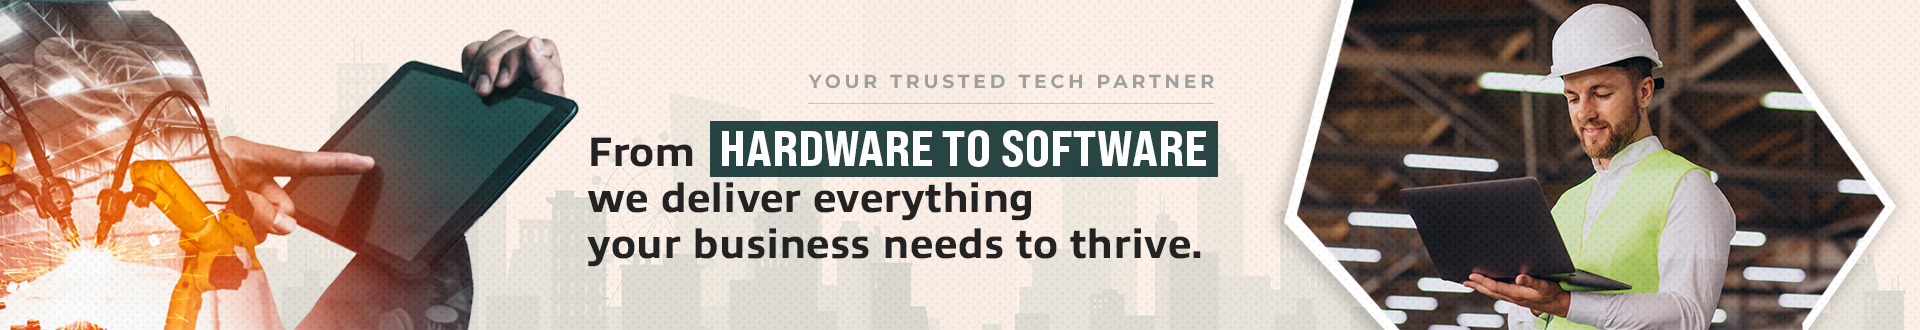 YOUR TRUSTED TECH PARTNER
From HARDWARE TO SOFTWARE
we deliver everything
your business needs to thrive.